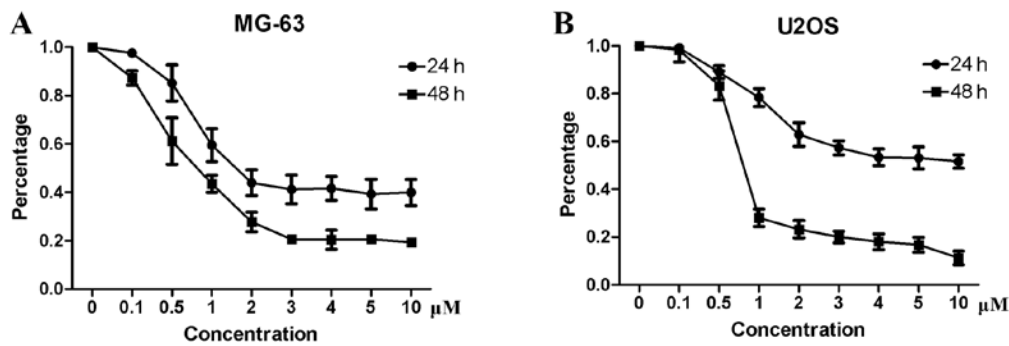 A
MG-63
Percentage
1.0
0.8
0.6
0.4
0.2
0.0
24 h
48 h
0 0.1 0.5 1 2 3 4 5 10 μM
Concentration
B
U2OS
Percentage
1.0
0.8
0.6
0.4
0.2
0.0
24 h
48 h
0 0.1 0.5 1 2 3 4 5 10 μM
Concentration